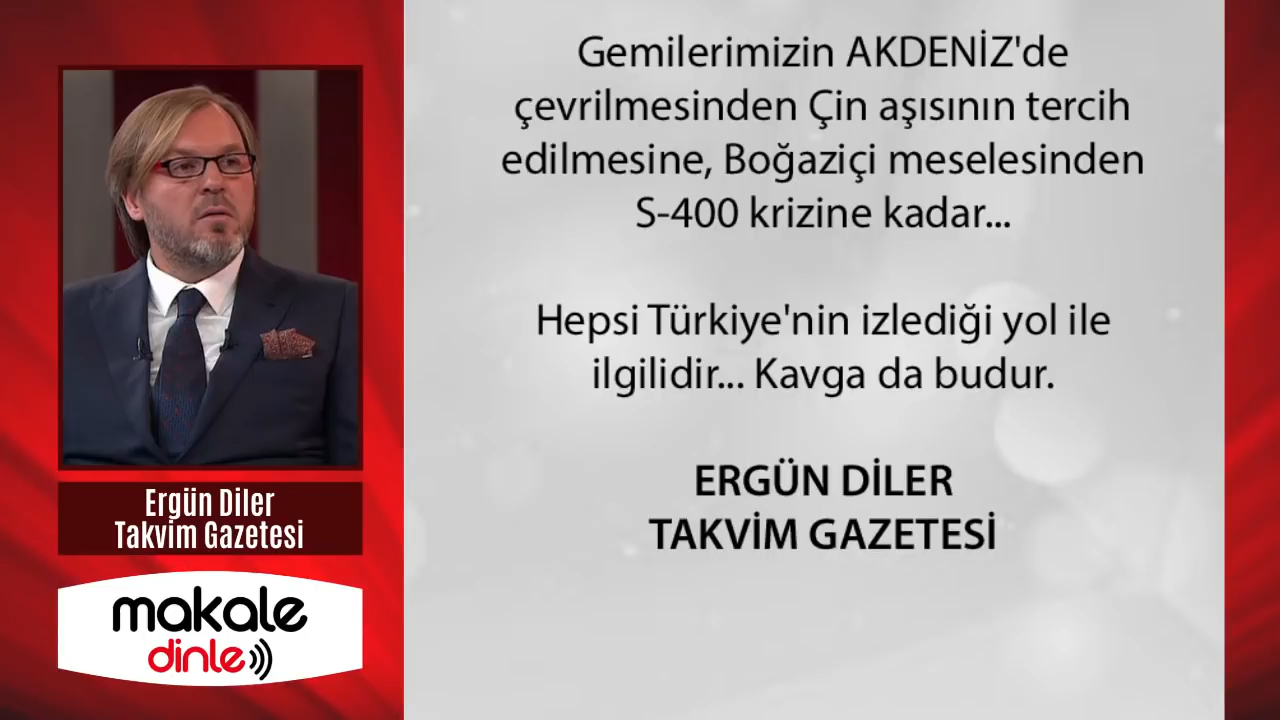 Gemilerimizin AKDENİZ'de
çevrilmesinden Çin aşısının tercih
edilmesine, Boğaziçi meselesinden
S-400 krizine kadar...
Hepsi Türkiye'nin izlediği yol ile
ilgilidir... Kavga da budur.
ERGÜN DİLER
TAKVİM GAZETESİ
Ergün Diler
Takvim Gazetesi
makale
dinle